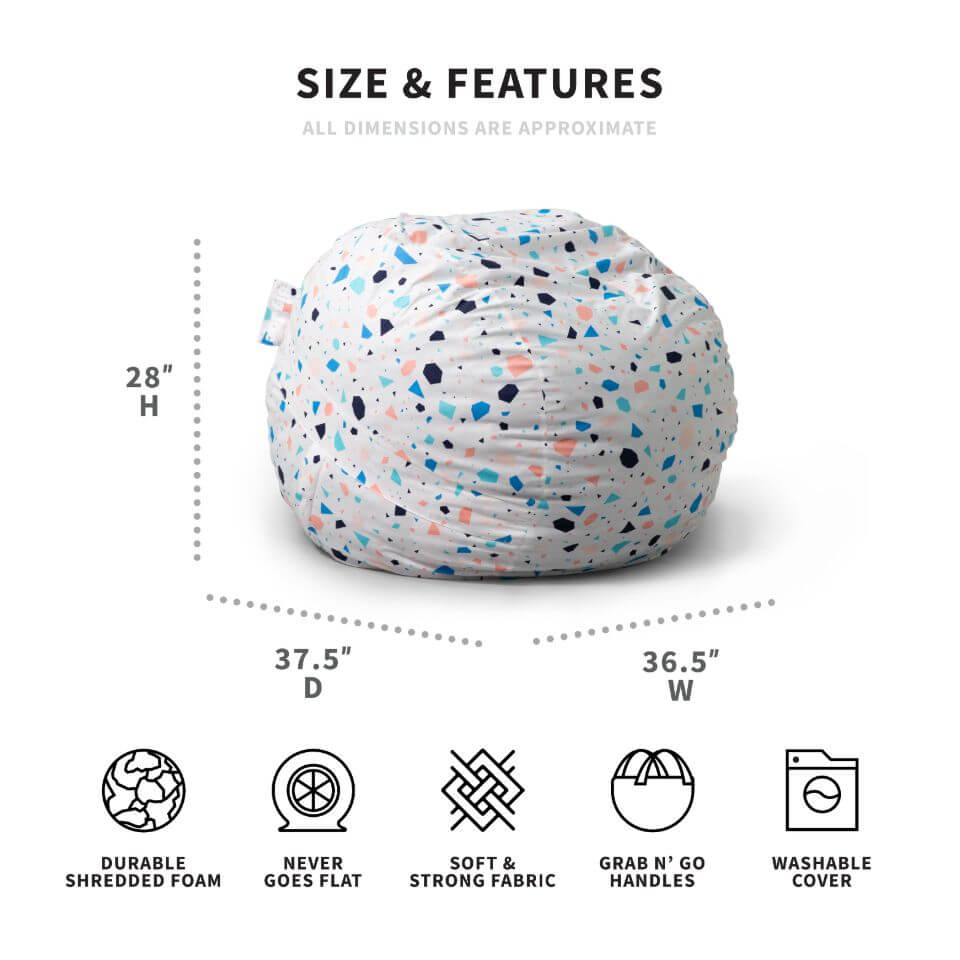 SIZE & FEATURES
ALL DIMENSIONS ARE APPROXIMATE
28"
H
37.5"
D
36.5"
W
DURABLE
SHREDDED FOAM
NEVER
GOES FLAT
SOFT &
STRONG FABRIC
GRAB N' GO
HANDLES
WASHABLE
COVER